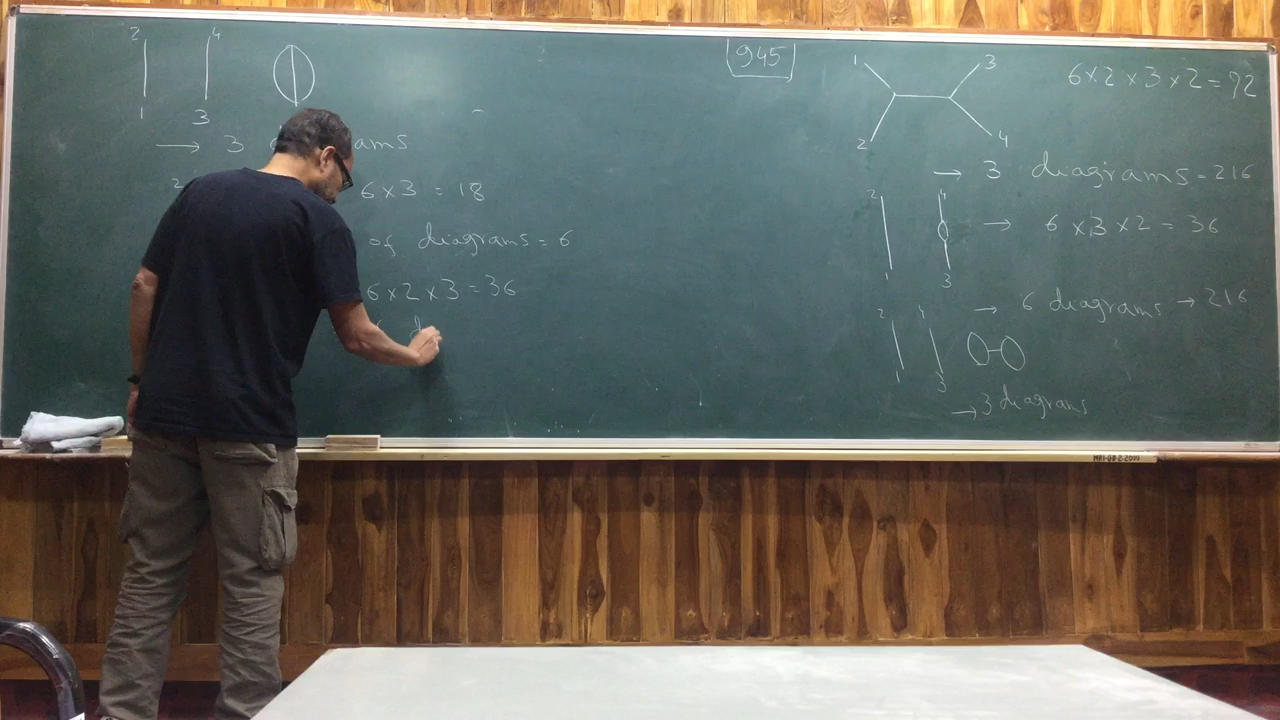 2 4
1 3
→ 3 ams
2
6 × 3 = 18
of diagrams = 6
6 × 2 × 3 = 36
945
1 3
2 4
6 × 2 × 3 × 2 = 72
→ 3 diagrams = 216
2 4
1 3
→ 6 × 3 × 2 = 36
→ 6 diagrams → 216
2 4
1 3
→ 3 diagrams